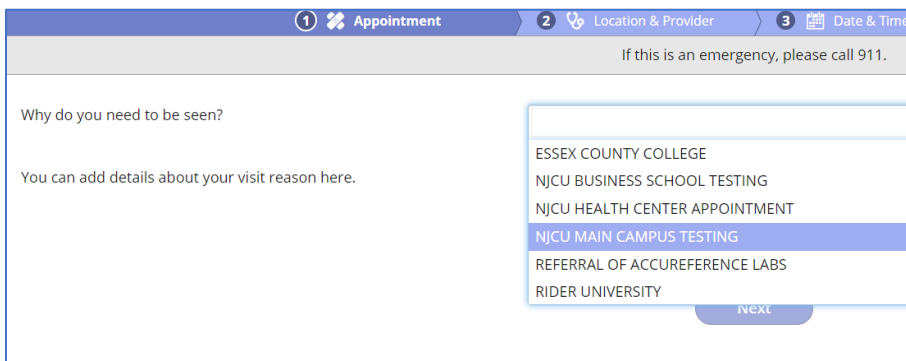 1 Appointment 2 Location & Provider 3 Date & Time
If this is an emergency, please call 911.
Why do you need to be seen?
You can add details about your visit reason here.
ESSEX COUNTY COLLEGE
NJCU BUSINESS SCHOOL TESTING
NJCU HEALTH CENTER APPOINTMENT
NJCU MAIN CAMPUS TESTING
REFERRAL OF ACCUREFERENCE LABS
RIDER UNIVERSITY
Next